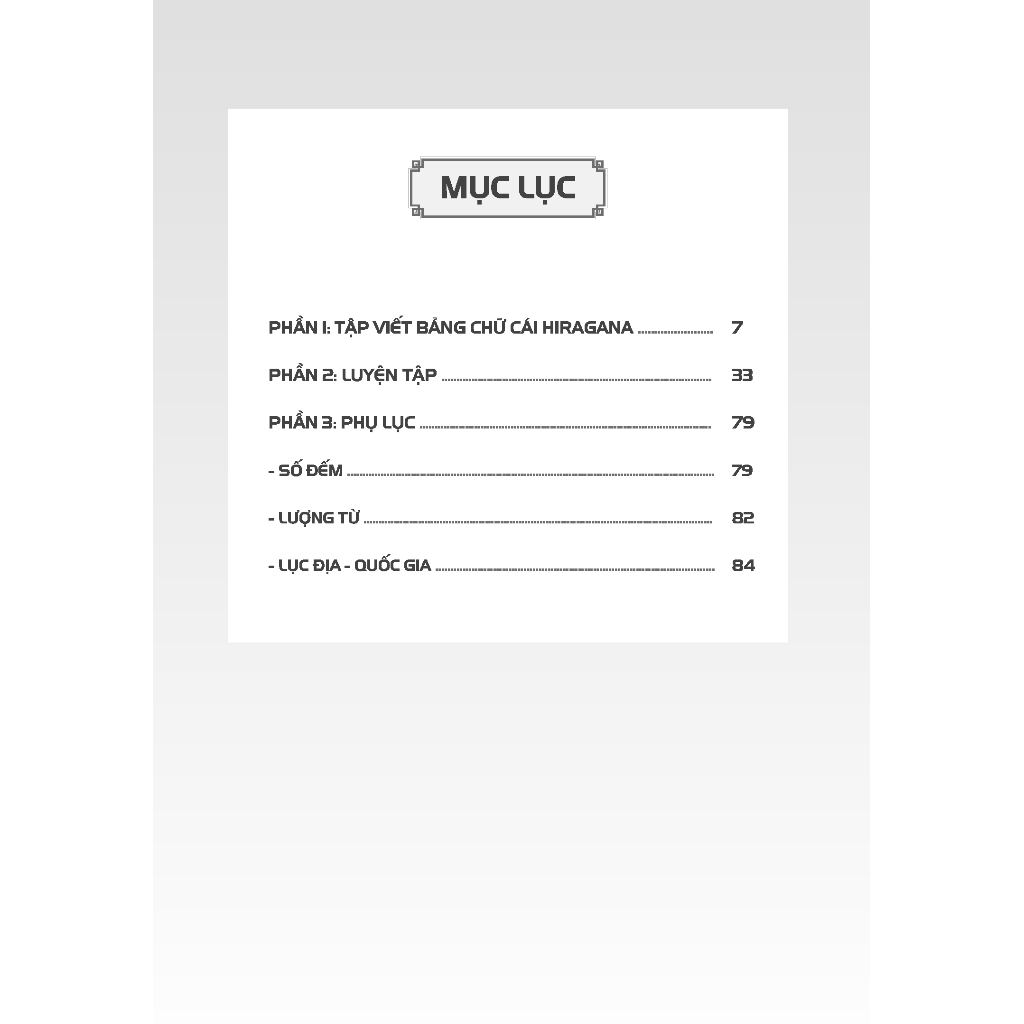 MỤC LỤC
PHẦN 1: TẬP VIẾT BẢNG CHỮ CÁI HIRAGANA ........................ 7
PHẦN 2: LUYỆN TẬP ........................................................................ 33
PHẦN 3: PHỤ LỤC ............................................................................ 79
- SỐ ĐẾM ............................................................................................ 79
- LƯỢNG TỪ ........................................................................................ 82
- LỤC ĐỊA - QUỐC GIA ........................................................................ 84